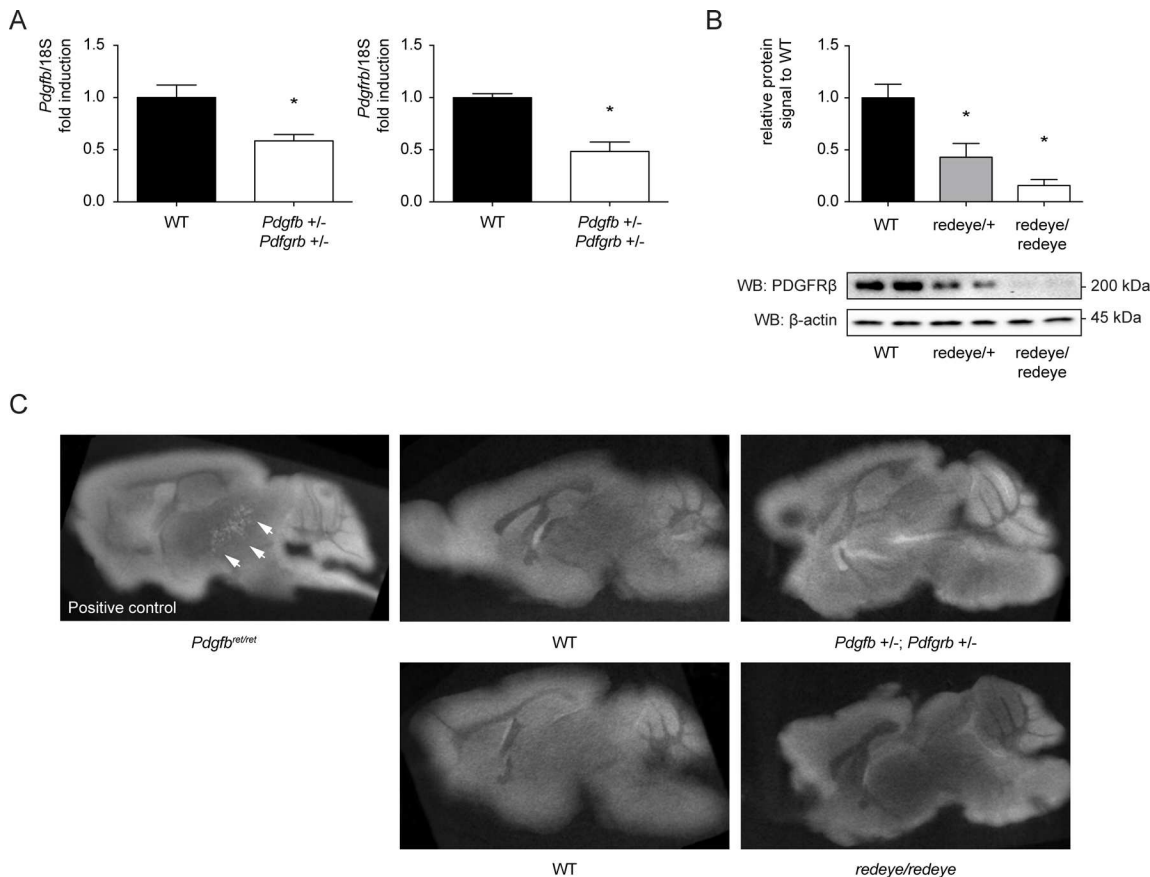 A
Pdgfb/18S
fold induction
1.5
1.0
0.5
0.0
*
WT
Pdgfb +/-
Pdfgrb +/-
Pdgfrb/18S
fold induction
1.5
1.0
0.5
0.0
*
WT
Pdgfb +/-
Pdfgrb +/-
B
relative protein
signal to WT
1.5
1.0
0.5
0.0
*
*
WT
redeye/+
redeye/
redeye
WB: PDGFRβ
200 kDa
WB: β-actin
45 kDa
WT
redeye/+
redeye/
redeye
C
Positive control
Pdgfbret/ret
WT
Pdgfb +/-; Pdfgrb +/-
WT
redeye/redeye